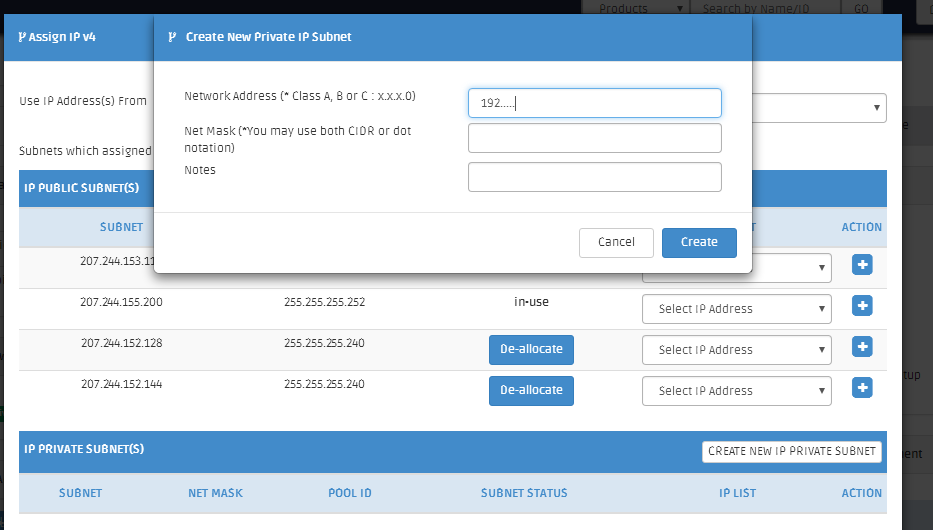 Products Search by Name/ID GO
Assign IP v4
Create New Private IP Subnet
Use IP Address(s) From
Network Address (* Class A, B or C : x.x.x.0) 192.....
Net Mask (*You may use both CIDR or dot
notation)
Subnets which assigned
Notes
IP PUBLIC SUBNET(S)
SUBNET ACTION
Cancel Create
207.244.153.11
207.244.155.200 255.255.255.252 in-use Select IP Address
207.244.152.128 255.255.255.240 De-allocate Select IP Address
207.244.152.144 255.255.255.240 De-allocate Select IP Address
IP PRIVATE SUBNET(S) CREATE NEW IP PRIVATE SUBNET
SUBNET NET MASK POOL ID SUBNET STATUS IP LIST ACTION